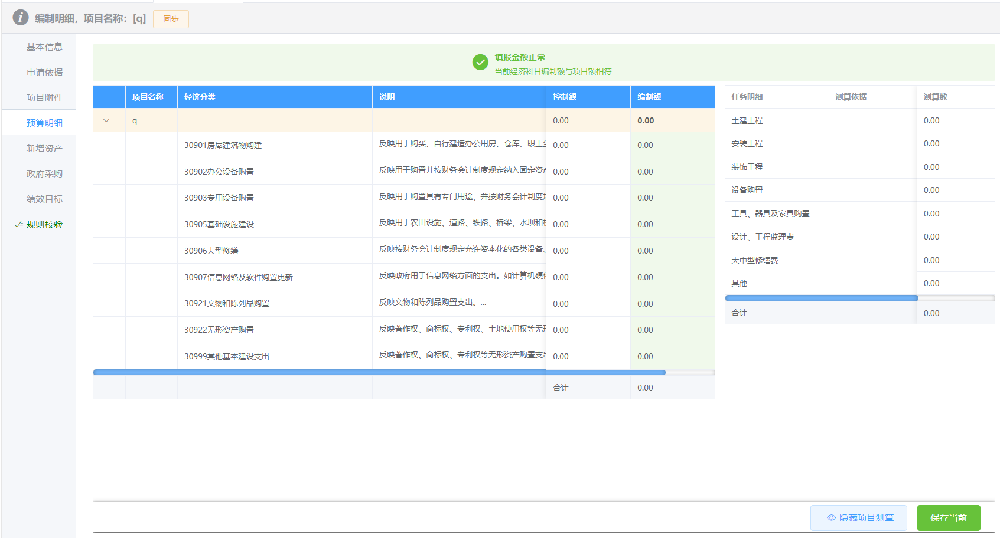 编制明细，项目名称：[q] 同步
基本信息
申请依据
项目附件
预算明细
新增资产
政府采购
绩效目标
规则校验
填报金额正常
当前经济科目编制额与项目额相符
项目名称 经济分类 说明 控制额 编制额
q 0.00 0.00
30901房屋建筑物购建 反映用于购买、自行建造办公用房、仓库、职工 0.00 0.00
30902办公设备购置 反映用于购置并按财务会计制度规定纳入固定资 0.00 0.00
30903专用设备购置 反映用于购置具有专门用途、并按财务会计制度 0.00 0.00
30905基础设施建设 反映用于农田设施、道路、铁路、桥梁、水坝和 0.00 0.00
30906大型修缮 反映按财务会计制度规定允许资本化的各类设备、 0.00 0.00
30907信息网络及软件购置更新 反映政府用于信息网络方面的支出。如计算机硬 0.00 0.00
30921文物和陈列品购置 反映文物和陈列品购置支出。... 0.00 0.00
30922无形资产购置 反映著作权、商标权、专利权、土地使用权等无 0.00 0.00
30999其他基本建设支出 反映著作权、商标权、专利权等无形资产购置支 0.00 0.00
合计 0.00
任务明细 测算依据 测算数
土建工程 0.00
安装工程 0.00
装饰工程 0.00
设备购置 0.00
工具、器具及家具购置 0.00
设计、工程监理费 0.00
大中型修缮费 0.00
其他 0.00
合计 0.00
隐藏项目测算 保存当前